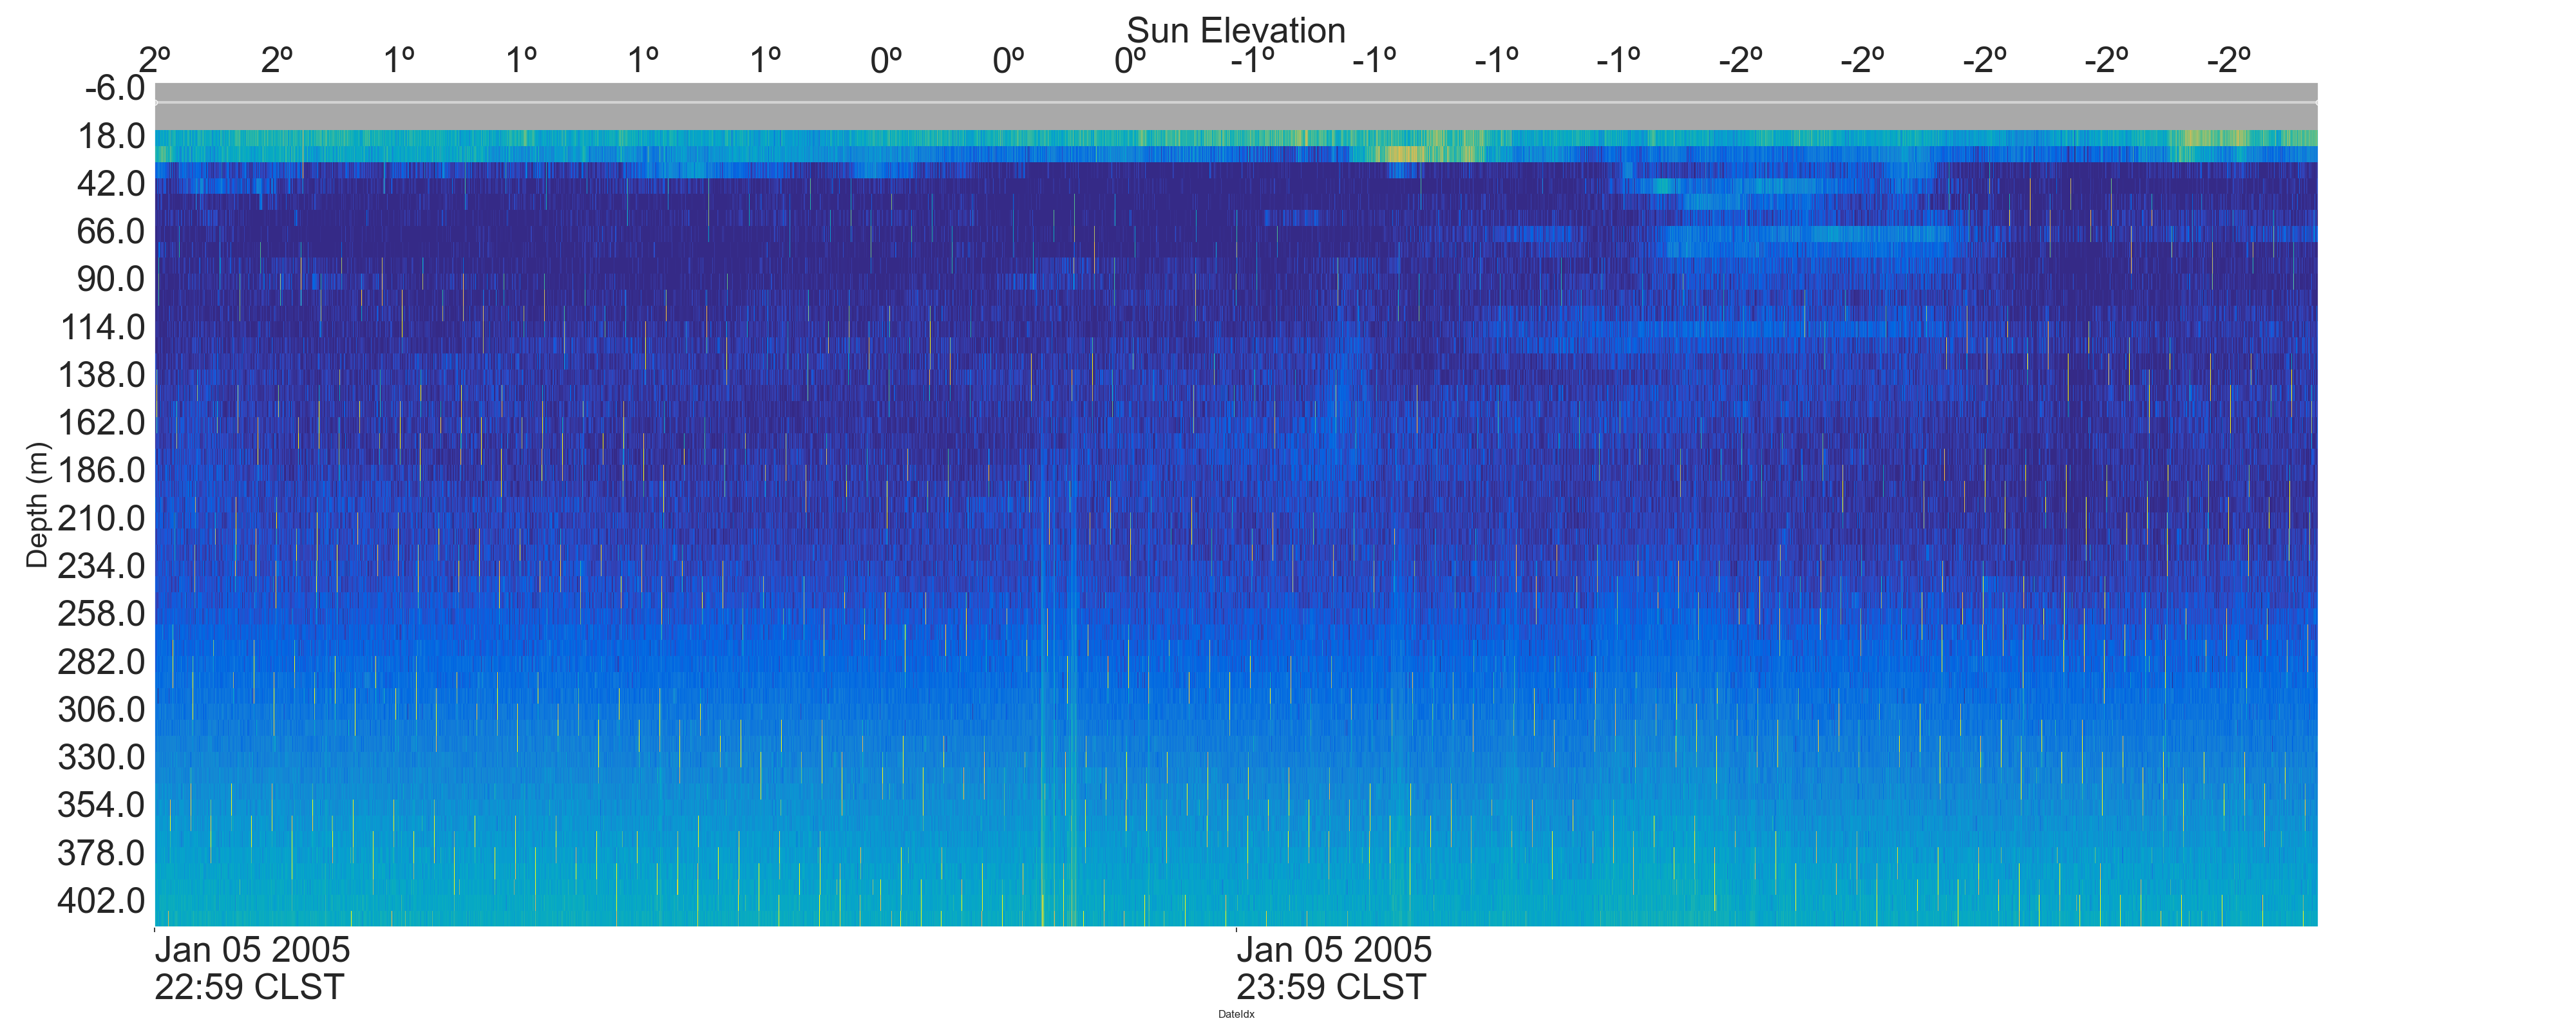 Sun Elevation
2º 2º 1º 1º 1º 1º 0º 0º 0º -1º -1º -1º -1º -2º -2º -2º -2º -2º
-6.0
18.0
42.0
66.0
90.0
114.0
138.0
162.0
186.0
210.0
234.0
258.0
282.0
306.0
330.0
354.0
378.0
402.0
Depth (m)
Jan 05 2005
22:59 CLST
Jan 05 2005
23:59 CLST
DateIdx